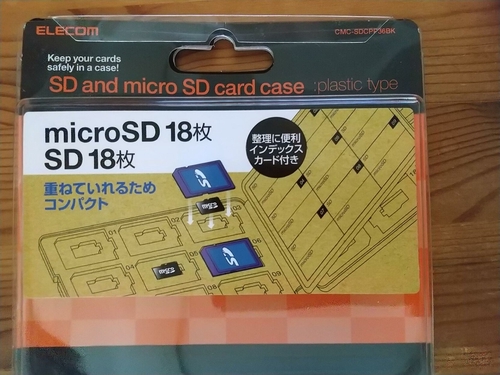 ELECOM
CMC-SDCPP36BK
Keep your cards
safely in a case!
SD and micro SD card case :plastic type
microSD 18枚
SD 18枚
重ねていれるため
コンパクト
整理に便利
インデックス
カード付き